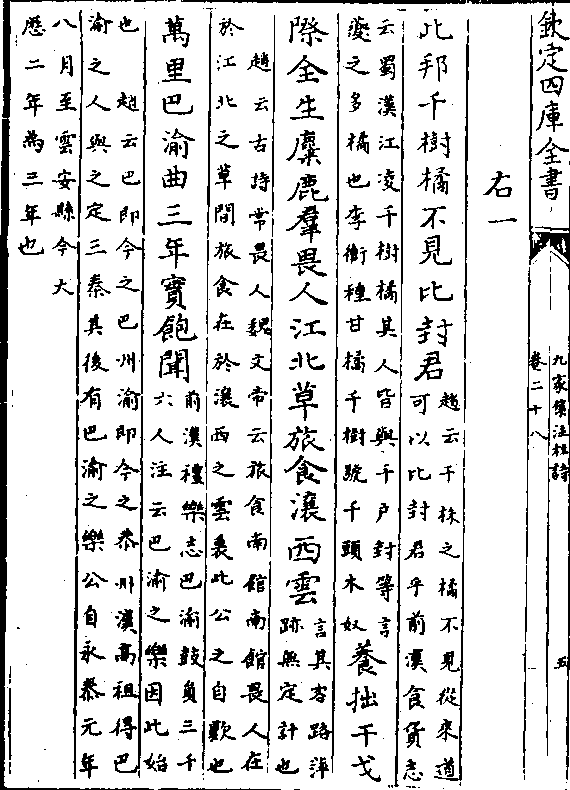 欽定四庫全書
九家集注杜詩
卷二十八
五
右一
此邦千樹橘不見比封君
趙云千株之橘不見從來道
可以比封君乎前漢食貨志
云蜀漢江凌千樹橘其人皆與千戶封等言
夔之多橘也李衡種甘橘千樹號千頭木奴
養拙干戈
際全生麋鹿羣畏人江北草旅食瀼西雲
言其客路萍
跡無定計也
趙云古詩常畏人魏文帝云旅食南館南館畏人在
於江北之草間旅食在於瀼西之雲裏此公之自歎也
萬里巴渝曲三年實飽聞
前漢禮樂志巴渝鼓員三千
六人注云巴渝之樂因此始
也 趙云巴即今之巴州渝即今之恭州漢高祖得巴
渝之人與之定三秦其後有巴渝之樂公自永泰元年
八月至雲安縣今大
厯二年為三年也